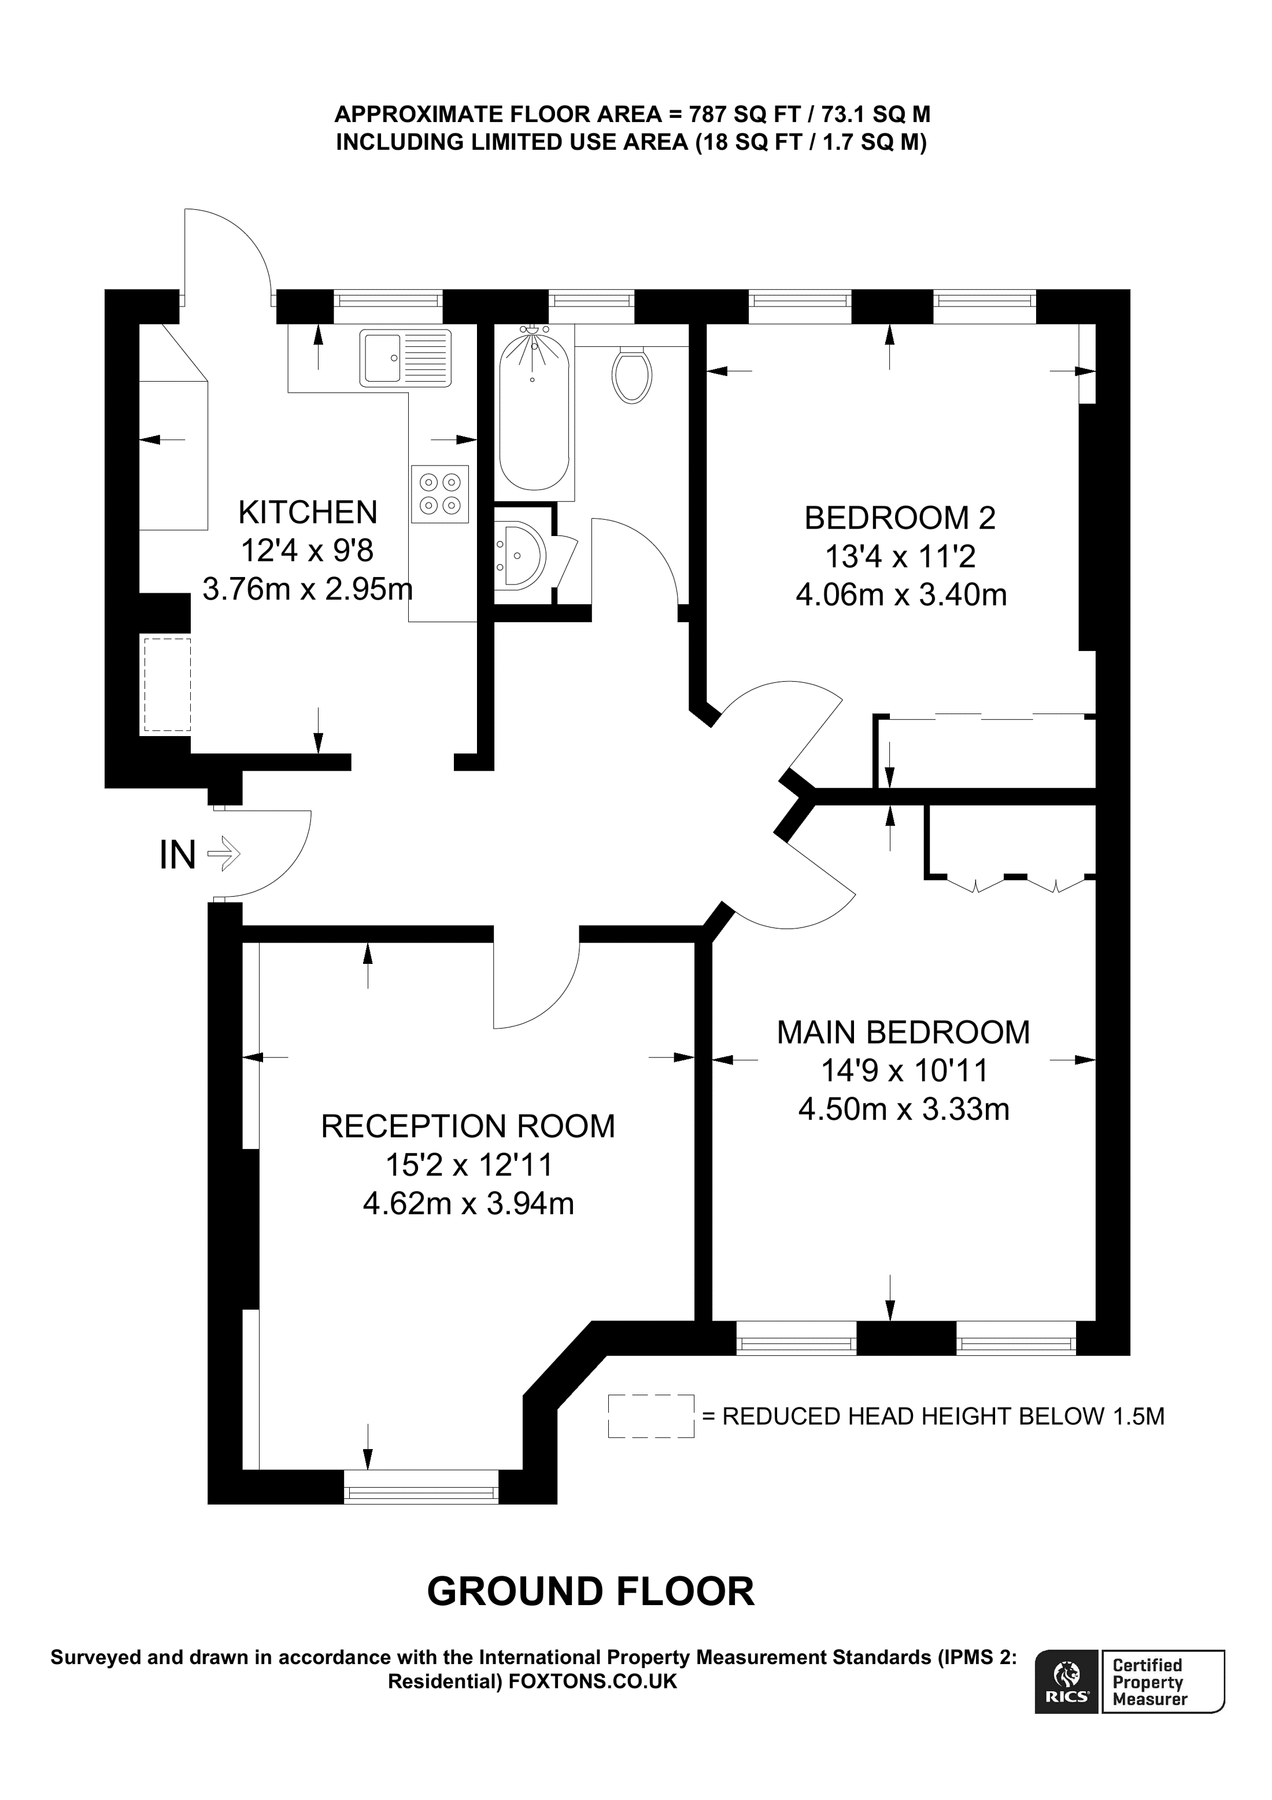 APPROXIMATE FLOOR AREA = 787 SQ FT / 73.1 SQ M
INCLUDING LIMITED USE AREA (18 SQ FT / 1.7 SQ M)
KITCHEN
12'4 x 9'8
3.76m x 2.95m
BEDROOM 2
13'4 x 11'2
4.06m x 3.40m
IN
MAIN BEDROOM
14'9 x 10'11
4.50m x 3.33m
RECEPTION ROOM
15'2 x 12'11
4.62m x 3.94m
= REDUCED HEAD HEIGHT BELOW 1.5M
GROUND FLOOR
Surveyed and drawn in accordance with the International Property Measurement Standards (IPMS 2:
Residential) FOXTONS.CO.UK
RICS
Certified
Property
Measurer